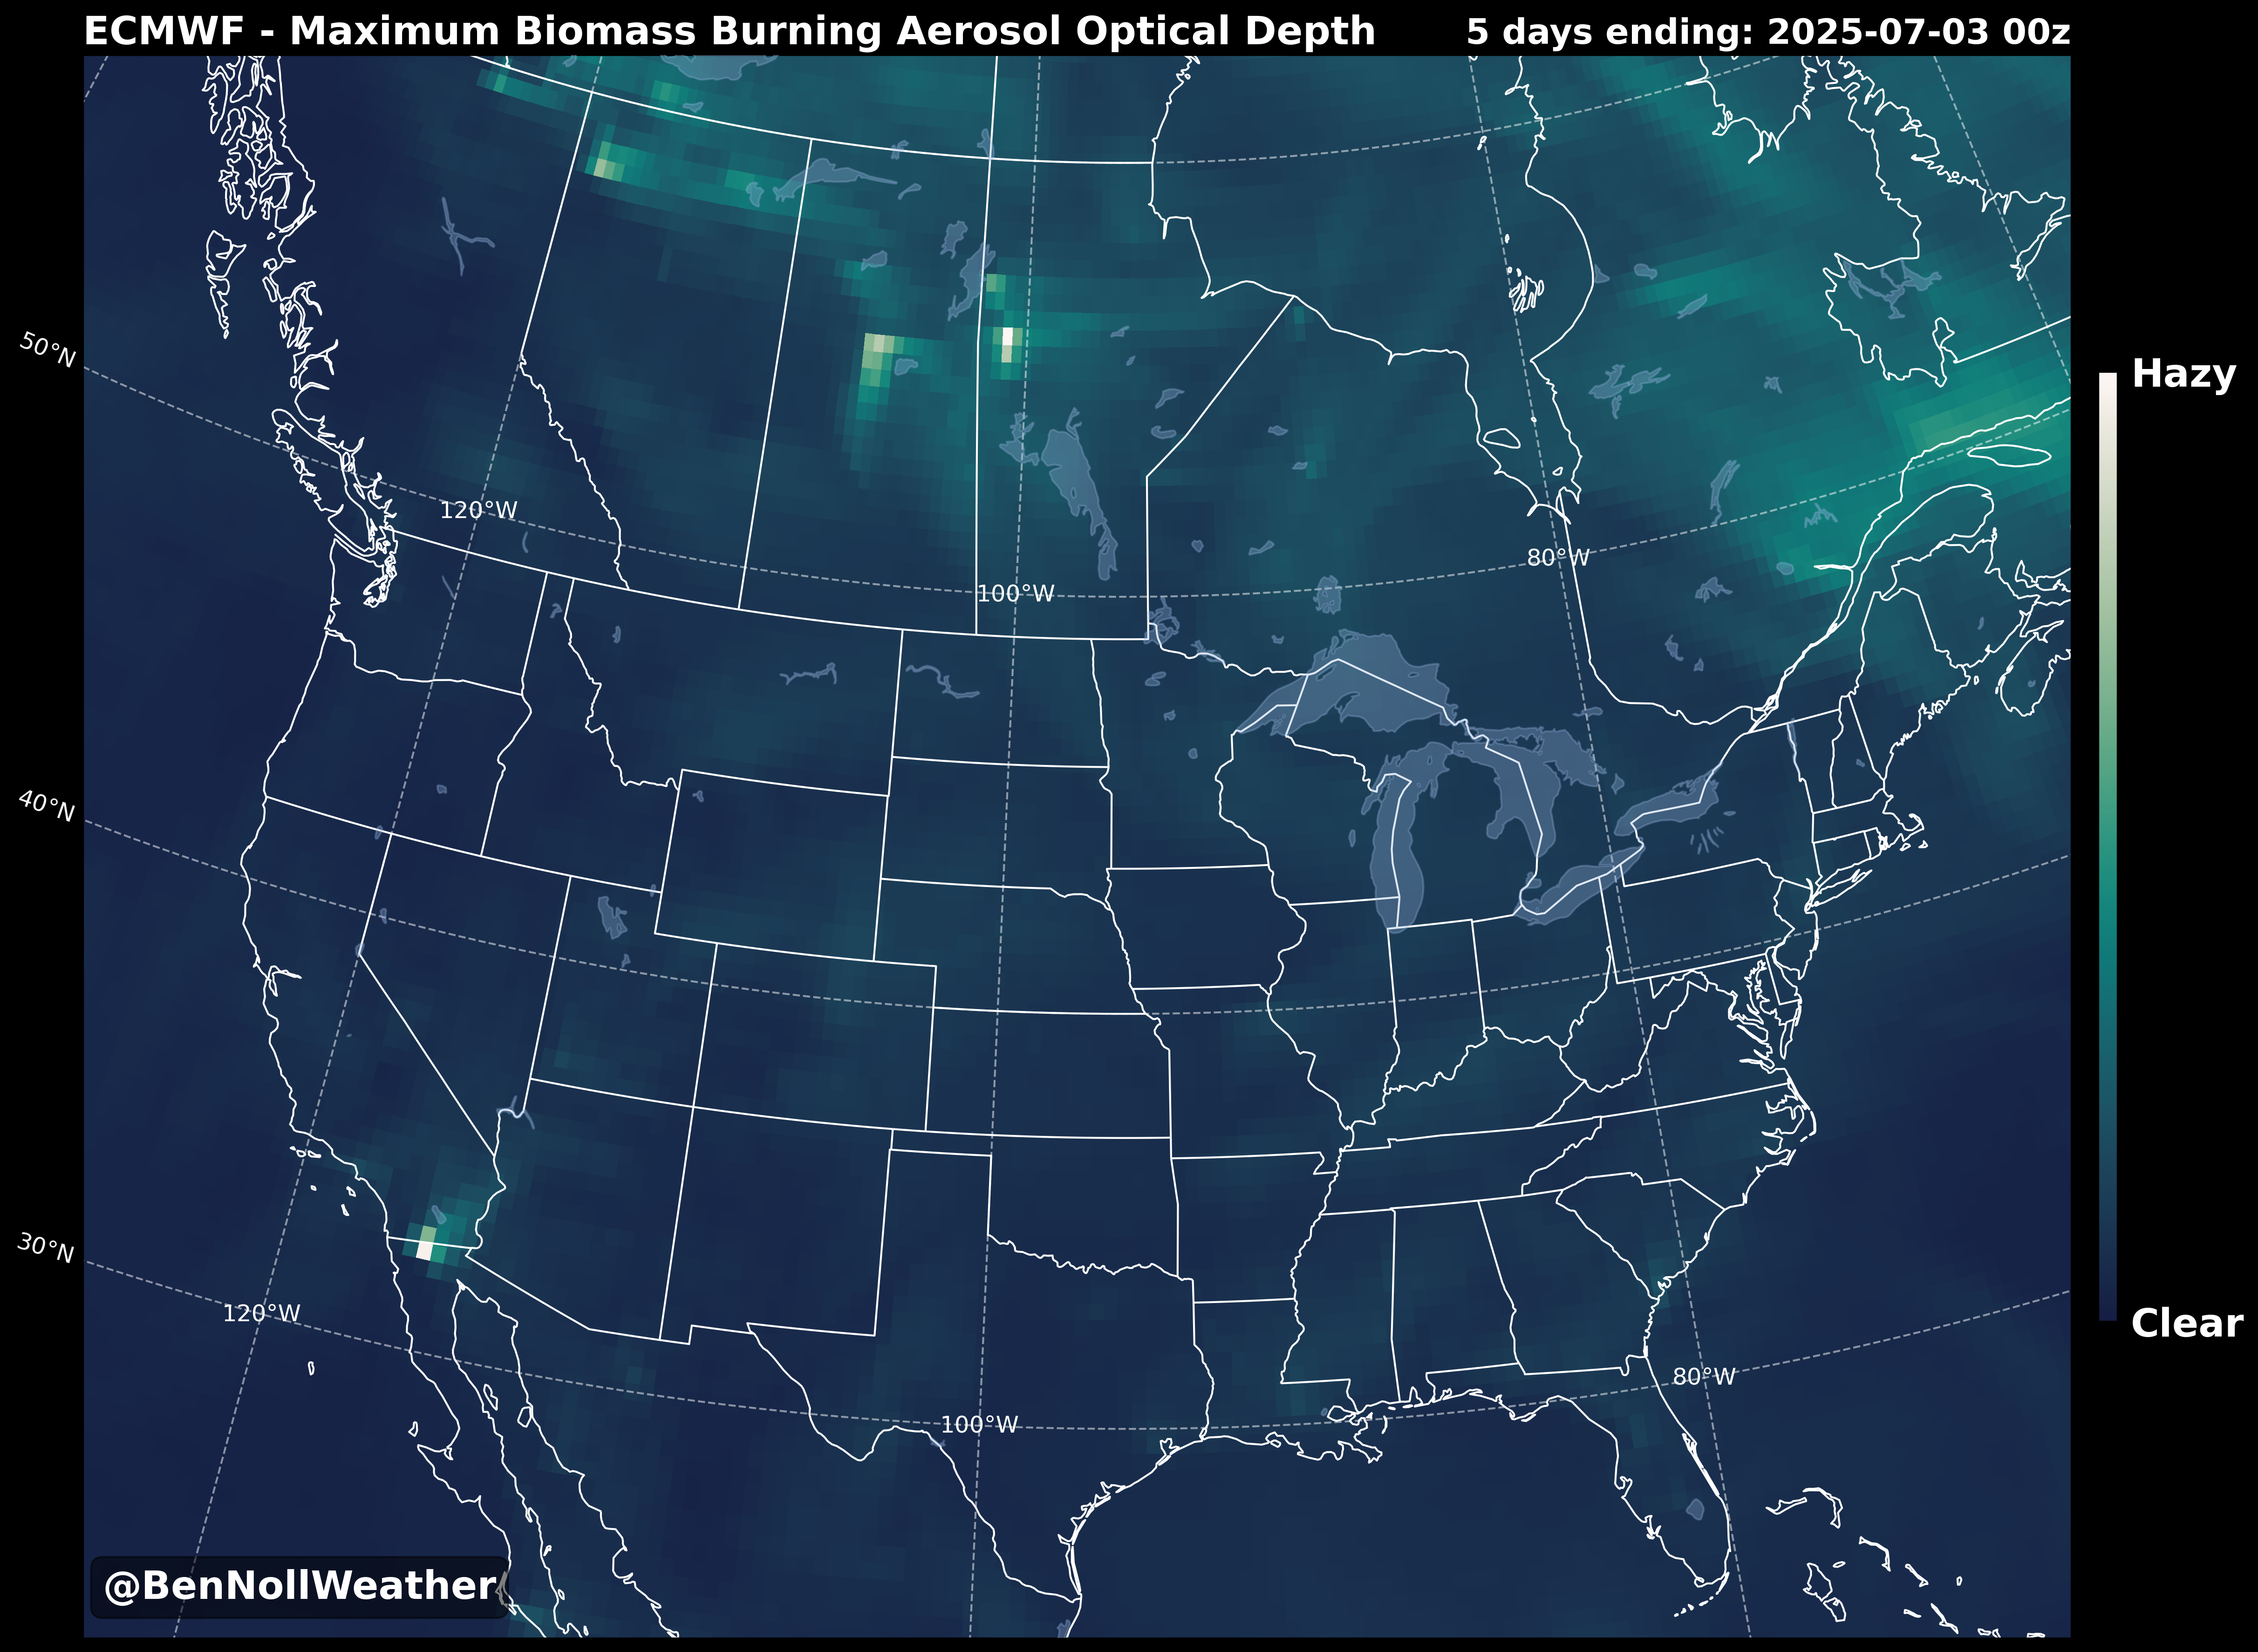 ECMWF - Maximum Biomass Burning Aerosol Optical Depth
5 days ending: 2025-07-03 00z
50°N
Hazy
120°W
80°W
100°W
40°N
30°N
120°W
Clear
80°W
100°W
@BenNollWeather